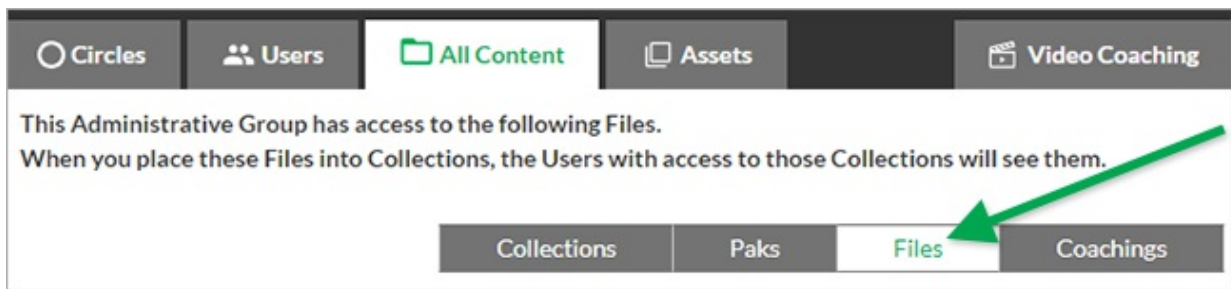 Circles Users All Content Assets Video Coaching
This Administrative Group has access to the following Files.
When you place these Files into Collections, the Users with access to those Collections will see them.
Collections Paks Files Coachings